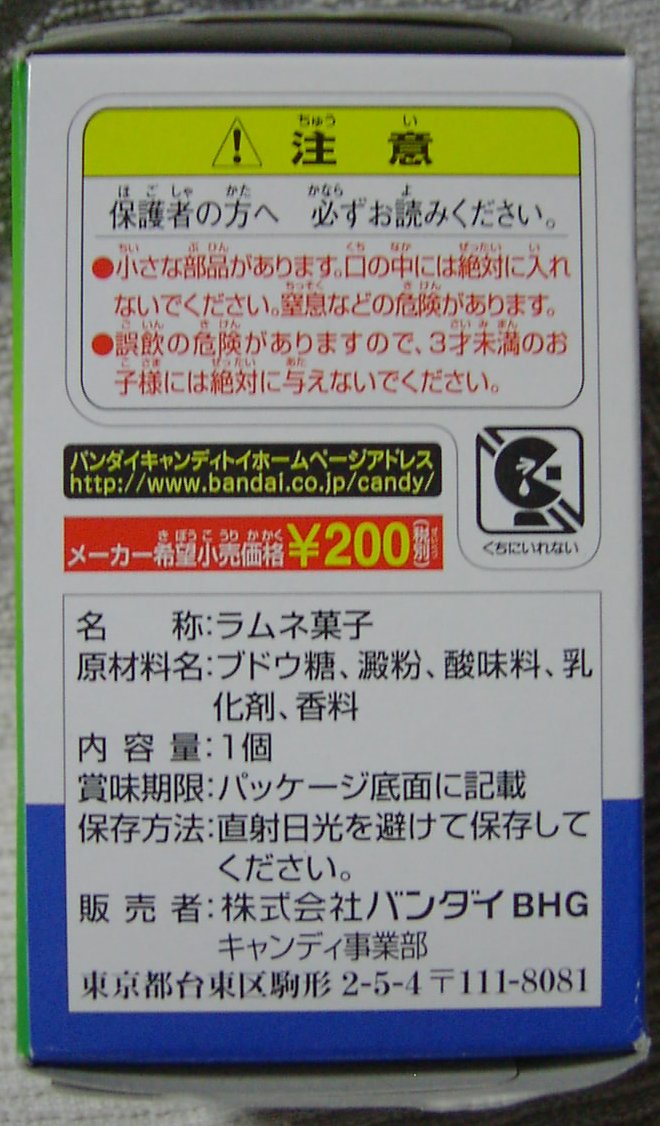 注意
保護者の方へ 必ずお読みください。
●小さな部品があります。口の中には絶対に入れ
ないでください。窒息などの危険があります。
●誤飲の危険がありますので、3才未満のお
子様には絶対に与えないでください。
バンダイキャンディトイホームページアドレス
http://www.bandai.co.jp/candy/
くちにいれない
メーカー希望小売価格¥200(税別)
名 称:ラムネ菓子
原材料名:ブドウ糖、澱粉、酸味料、乳
化剤、香料
内容量:1個
賞味期限:パッケージ底面に記載
保存方法:直射日光を避けて保存して
ください。
販売者:株式会社バンダイBHG
キャンディ事業部
東京都台東区駒形2-5-4〒111-8081